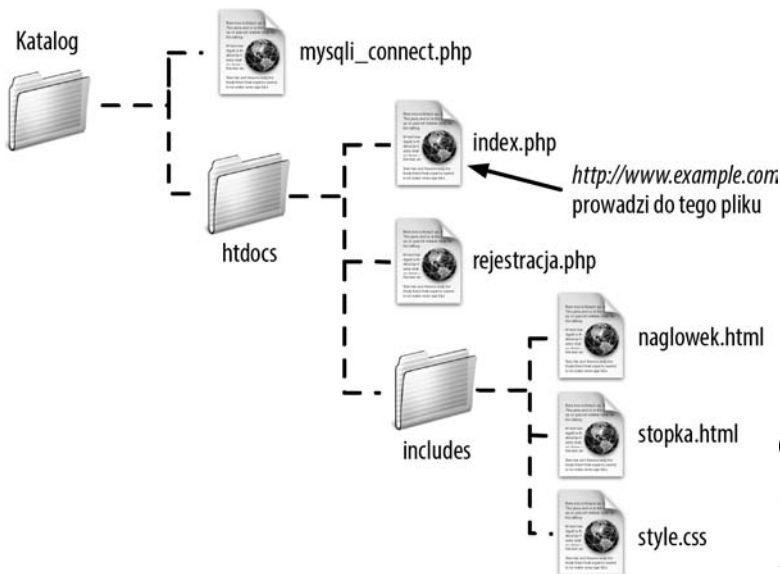 Katalog
mysqli_connect.php
index.php
http://www.example.com
prowadzi do tego pliku
htdocs
rejestracja.php
naglowek.html
includes
stopka.html
style.css